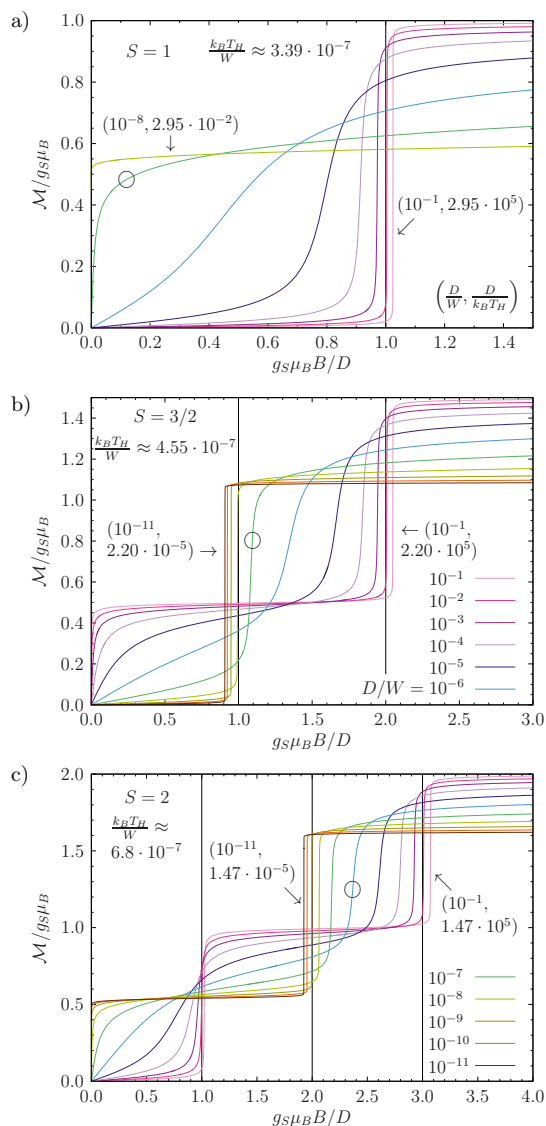 a)
S = 1    k_B T_H / W ≈ 3.39 · 10⁻⁷
(10⁻⁸, 2.95 · 10⁻²)
↓
(10⁻¹, 2.95 · 10⁵)
↙
(D/W, D/k_B T_H)
M/g_S μ_B
1.0
0.8
0.6
0.4
0.2
0.0
0.0 0.2 0.4 0.6 0.8 1.0 1.2 1.4
g_S μ_B B/D
b)
S = 3/2
k_B T_H / W ≈ 4.55 · 10⁻⁷
(10⁻¹¹,
2.20 · 10⁻⁵) →
← (10⁻¹,
2.20 · 10⁵)
10⁻¹
10⁻²
10⁻³
10⁻⁴
10⁻⁵
D/W = 10⁻⁶
M/g_S μ_B
1.4
1.2
1.0
0.8
0.6
0.4
0.2
0.0
0.0 0.5 1.0 1.5 2.0 2.5 3.0
g_S μ_B B/D
c)
S = 2
k_B T_H / W ≈
6.8 · 10⁻⁷
(10⁻¹¹,
1.47 · 10⁻⁵)
↘
↖
(10⁻¹,
1.47 · 10⁵)
10⁻⁷
10⁻⁸
10⁻⁹
10⁻¹⁰
10⁻¹¹
M/g_S μ_B
2.0
1.5
1.0
0.5
0.0
0.0 0.5 1.0 1.5 2.0 2.5 3.0 3.5 4.0
g_S μ_B B/D